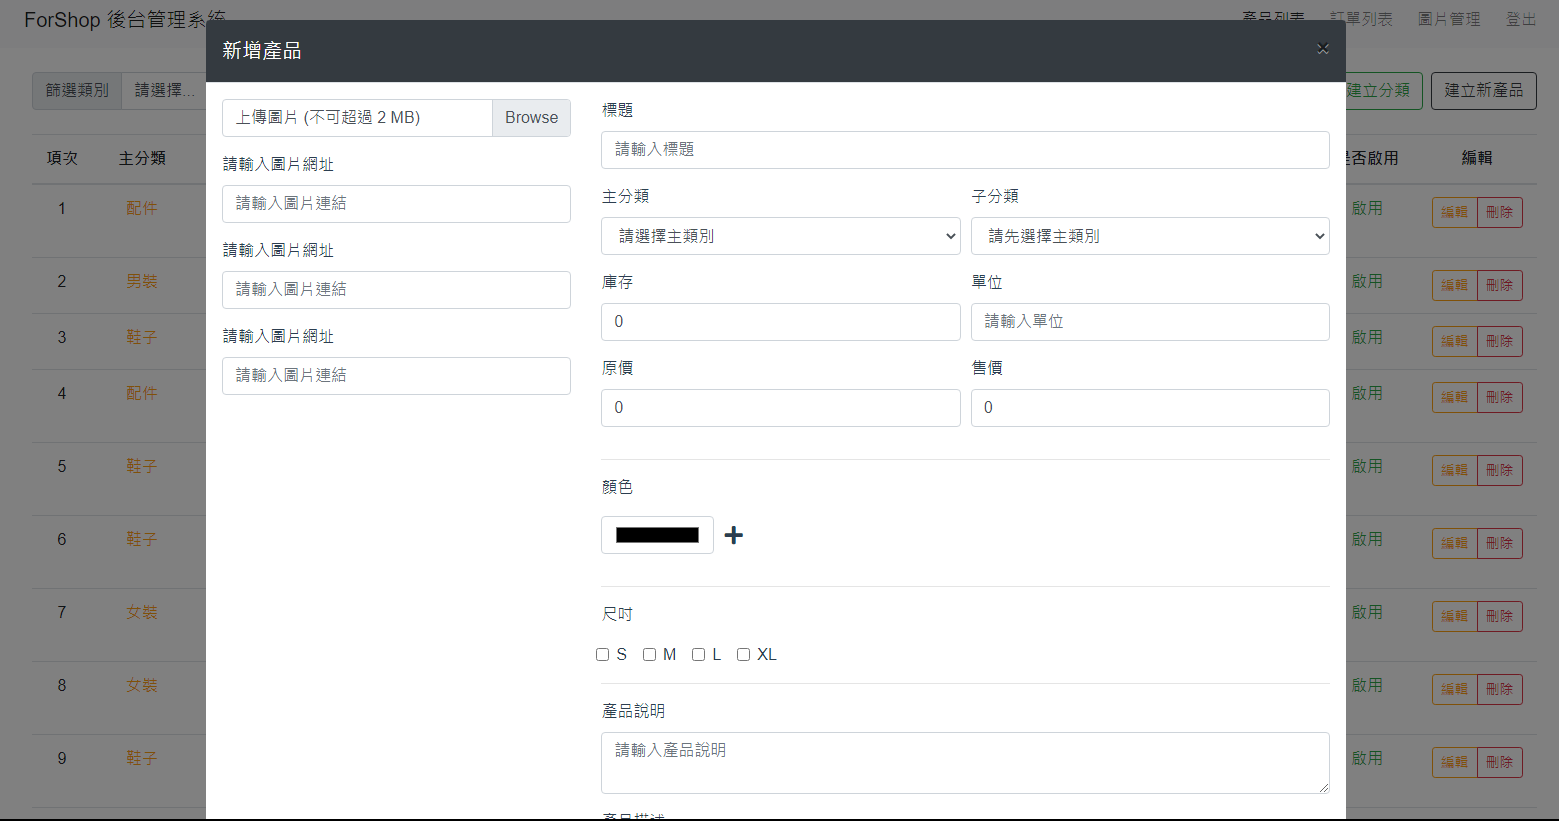 ForShop 後台管理系統
產品列表 訂單列表 圖片管理 登出
新增產品
×
篩選類別 請選擇...
建立分類 建立新產品
項次 主分類
是否啟用 編輯
1 配件 啟用 編輯 刪除
2 男裝 啟用 編輯 刪除
3 鞋子 啟用 編輯 刪除
4 配件 啟用 編輯 刪除
5 鞋子 啟用 編輯 刪除
6 鞋子 啟用 編輯 刪除
7 女裝 啟用 編輯 刪除
8 女裝 啟用 編輯 刪除
9 鞋子 啟用 編輯 刪除
上傳圖片 (不可超過 2 MB) Browse
請輸入圖片網址
請輸入圖片連結
請輸入圖片網址
請輸入圖片連結
請輸入圖片網址
請輸入圖片連結
標題
請輸入標題
主分類 子分類
請選擇主類別 請先選擇主類別
庫存 單位
0 請輸入單位
原價 售價
0 0
顏色
尺吋
S M L XL
產品說明
請輸入產品說明
產品描述